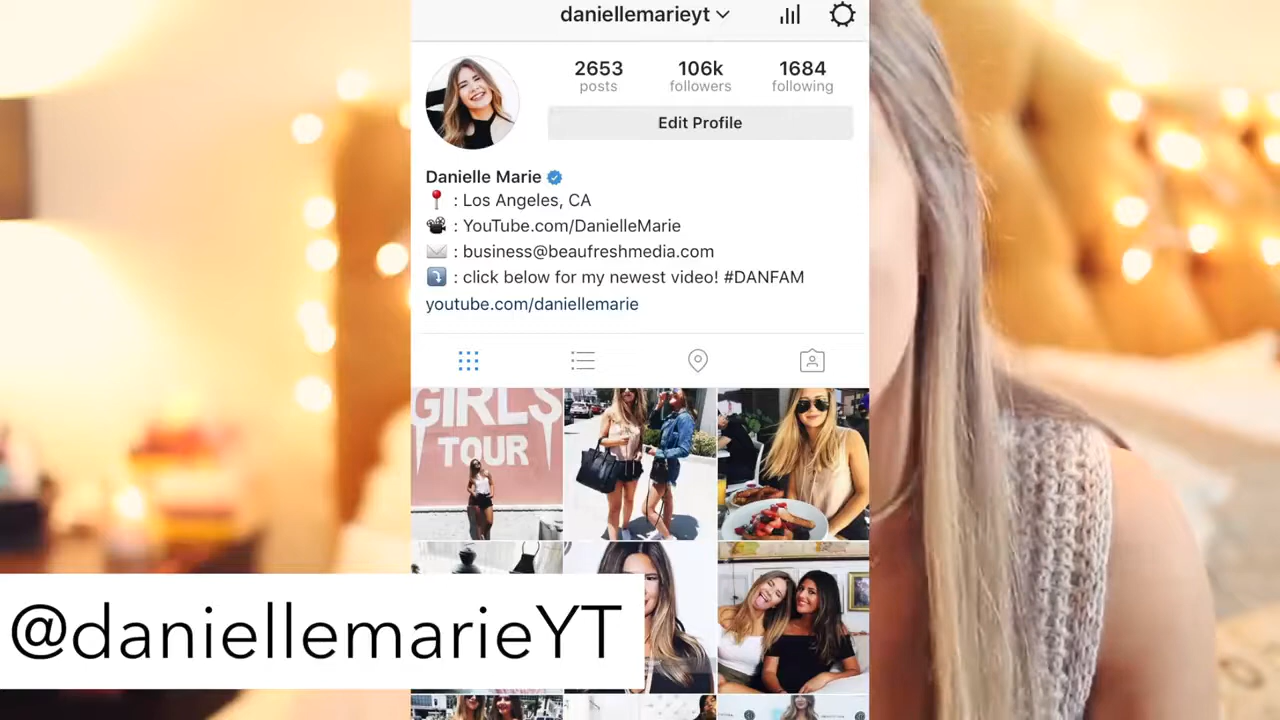 daniellemarieyt
2653 106k 1684
posts followers following
Edit Profile
Danielle Marie
: Los Angeles, CA
: YouTube.com/DanielleMarie
: business@beaufreshmedia.com
: click below for my newest video! #DANFAM
youtube.com/daniellemarie
GIRLS
TOUR
@daniellemarieYT